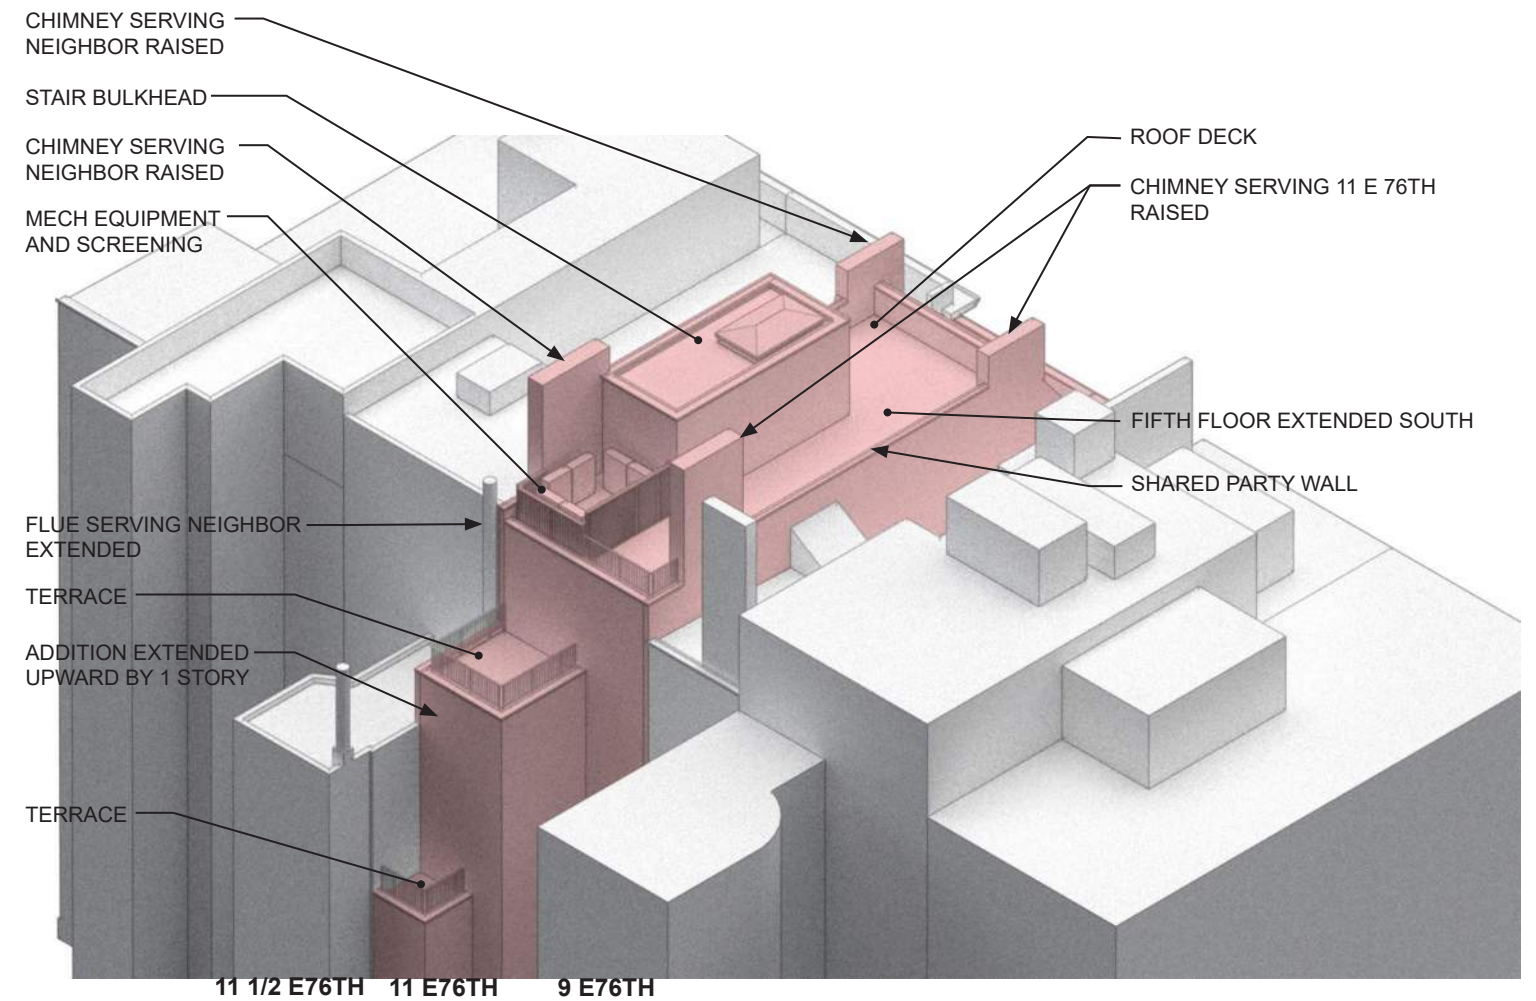 CHIMNEY SERVING
NEIGHBOR RAISED
STAIR BULKHEAD
CHIMNEY SERVING
NEIGHBOR RAISED
MECH EQUIPMENT
AND SCREENING
FLUE SERVING NEIGHBOR
EXTENDED
TERRACE
ADDITION EXTENDED
UPWARD BY 1 STORY
TERRACE
ROOF DECK
CHIMNEY SERVING 11 E 76TH
RAISED
FIFTH FLOOR EXTENDED SOUTH
SHARED PARTY WALL
11 1/2 E76TH 11 E76TH 9 E76TH